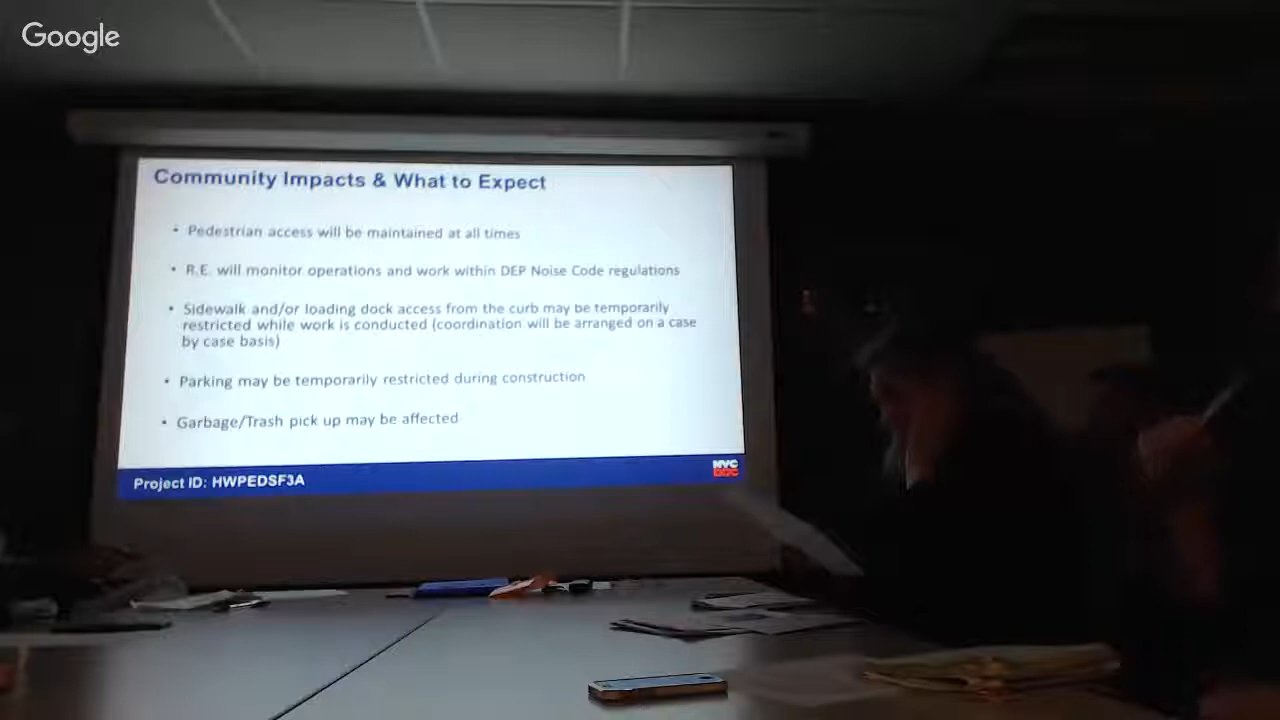 Google
Community Impacts & What to Expect
• Pedestrian access will be maintained at all times
• R.E. will monitor operations and work within DEP Noise Code regulations
• Sidewalk and/or loading dock access from the curb may be temporarily
restricted while work is conducted (coordination will be arranged on a case
by case basis)
• Parking may be temporarily restricted during construction
• Garbage/Trash pick up may be affected
Project ID: HWPEDSF3A
NYC
DDC